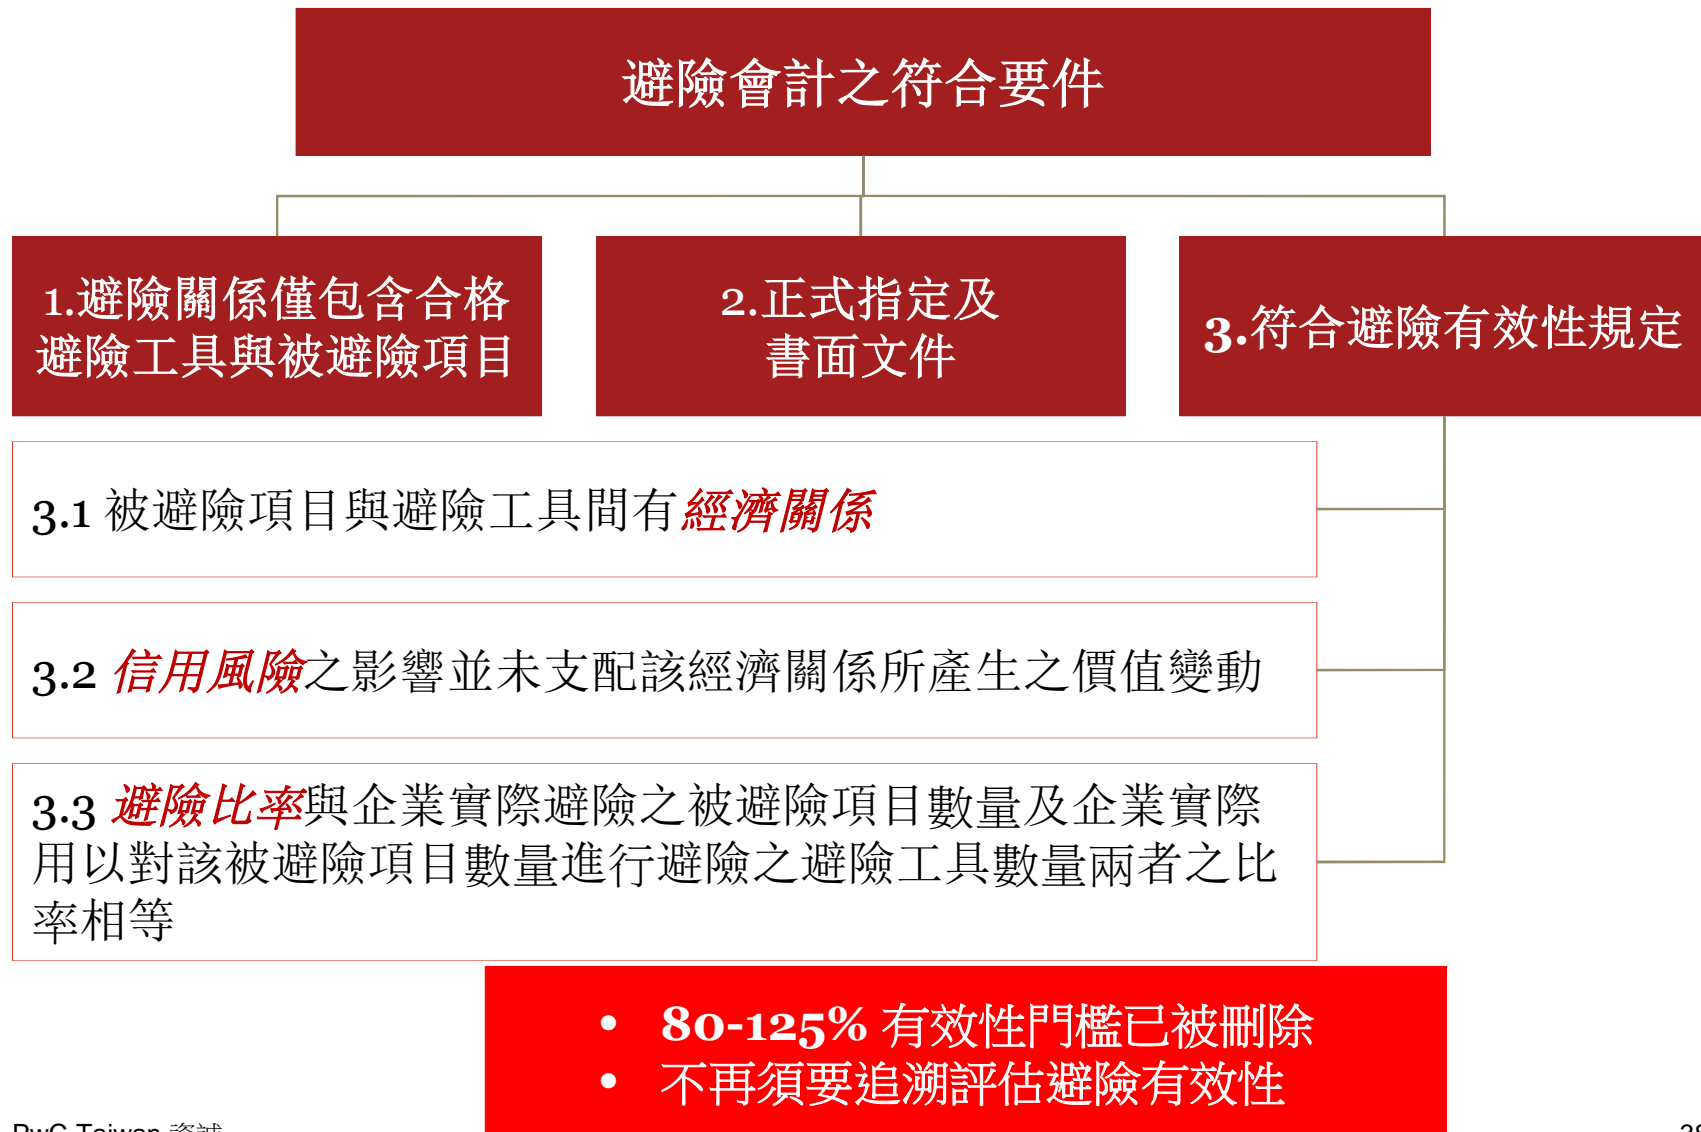 避險會計之符合要件
1.避險關係僅包含合格
避險工具與被避險項目
2.正式指定及
書面文件
3.符合避險有效性規定
3.1 被避險項目與避險工具間有經濟關係
3.2 信用風險之影響並未支配該經濟關係所產生之價值變動
3.3 避險比率與企業實際避險之被避險項目數量及企業實際
用以對該被避險項目數量進行避險之避險工具數量兩者之比
率相等
• 80-125% 有效性門檻已被刪除
• 不再須要追溯評估避險有效性
PwC Taiwan 資誠